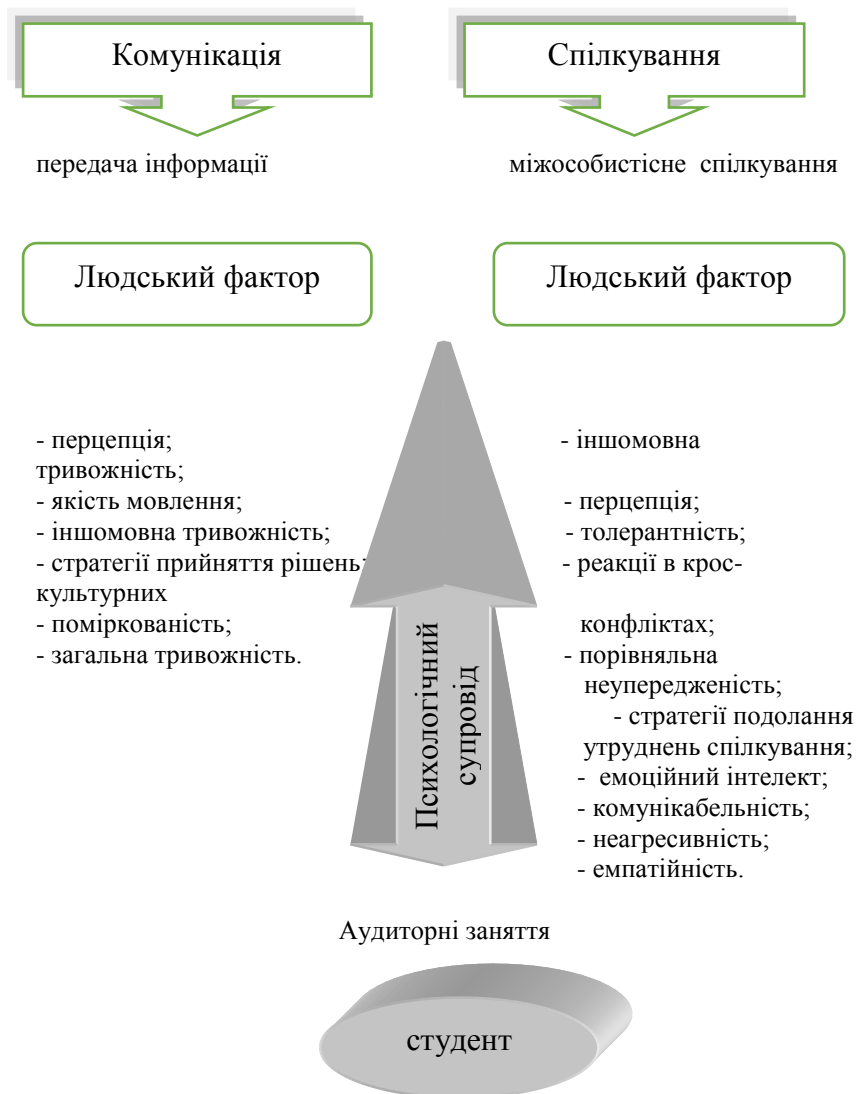 Комунікація
Спілкування
передача інформації
міжособистісне спілкування
Людський фактор
Людський фактор
- перцепція;
тривожність;
- якість мовлення;
- іншомовна тривожність;
- стратегії прийняття рішень;
культурних
- поміркованість;
- загальна тривожність.
- іншомовна
- перцепція;
- толерантність;
- реакції в крос-
конфліктах;
- порівняльна
неупередженість;
- стратегії подолання
утруднень спілкування;
- емоційний інтелект;
- комунікабельність;
- неагресивність;
- емпатійність.
Психологічний
супровід
Аудиторні заняття
студент